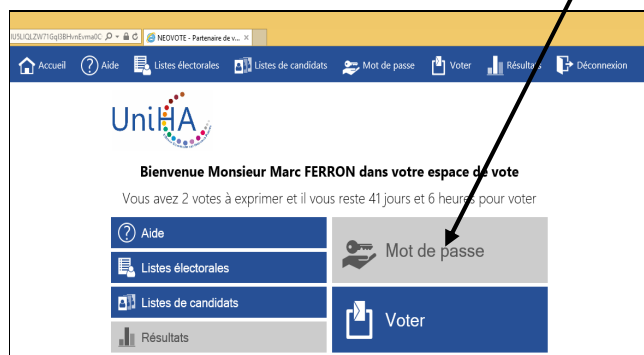 IU5LIQLZW71GqI3BHvnEvma0C
NEOVOTE - Partenaire de v... ×
Accueil Aide Listes électorales Listes de candidats Mot de passe Voter Résultats Déconnexion
UniHA
Bienvenue Monsieur Marc FERRON dans votre espace de vote
Vous avez 2 votes à exprimer et il vous reste 41 jours et 6 heures pour voter
Aide
Mot de passe
Listes électorales
Listes de candidats
Voter
Résultats